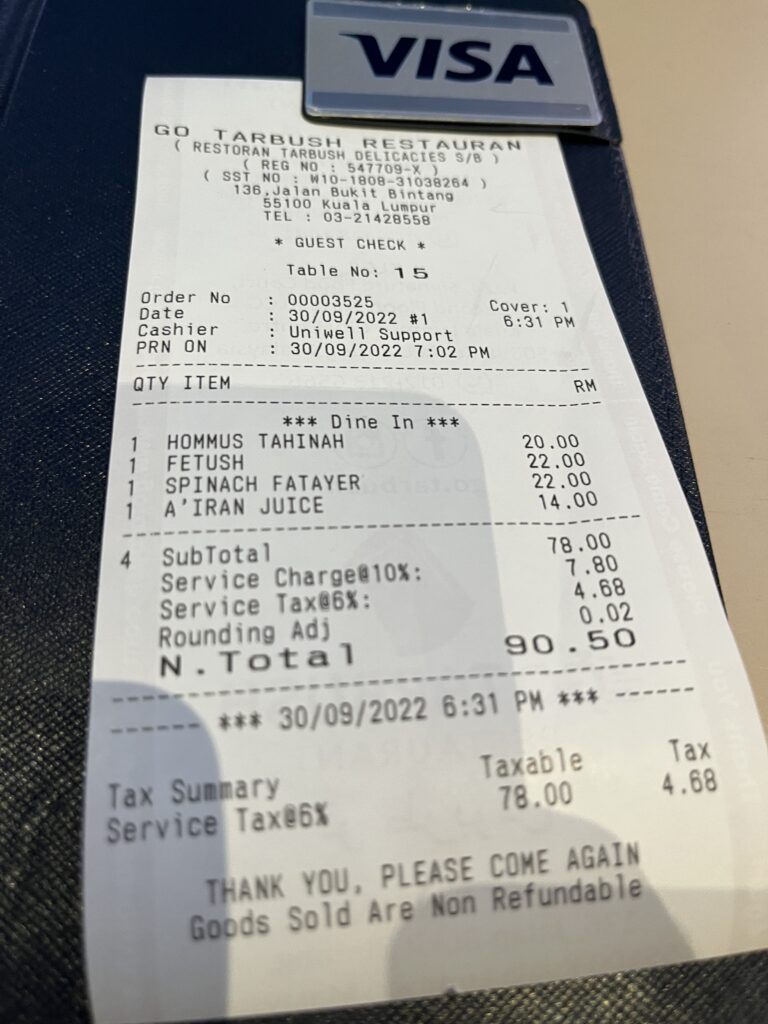 VISA
GO TARBUSH RESTAURAN
( RESTORAN TARBUSH DELICACIES S/B )
( REG NO : 547709-X )
( SST NO : W10-1808-31038264 )
136,Jalan Bukit Bintang
55100 Kuala Lumpur
TEL : 03-21428558
* GUEST CHECK *
Table No: 15
Order No : 00003525 Cover: 1
Date : 30/09/2022 #1 6:31 PM
Cashier : Uniwell Support
PRN ON : 30/09/2022 7:02 PM
QTY ITEM RM
*** Dine In ***
1 HOMMUS TAHINAH 20.00
1 FETUSH 22.00
1 SPINACH FATAYER 22.00
1 A'IRAN JUICE 14.00
4 SubTotal 78.00
Service Charge@10%: 7.80
Service Tax@6%: 4.68
Rounding Adj 0.02
N.Total 90.50
------ *** 30/09/2022 6:31 PM *** ------
Tax Summary Taxable Tax
Service Tax@6% 78.00 4.68
THANK YOU, PLEASE COME AGAIN
Goods Sold Are Non Refundable